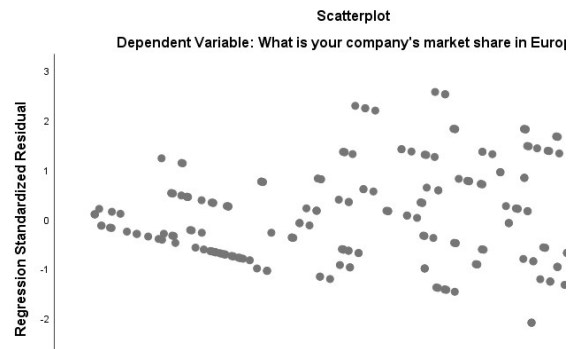 Scatterplot
Dependent Variable: What is your company's market share in Europ
Regression Standardized Residual
3
2
1
0
-1
-2